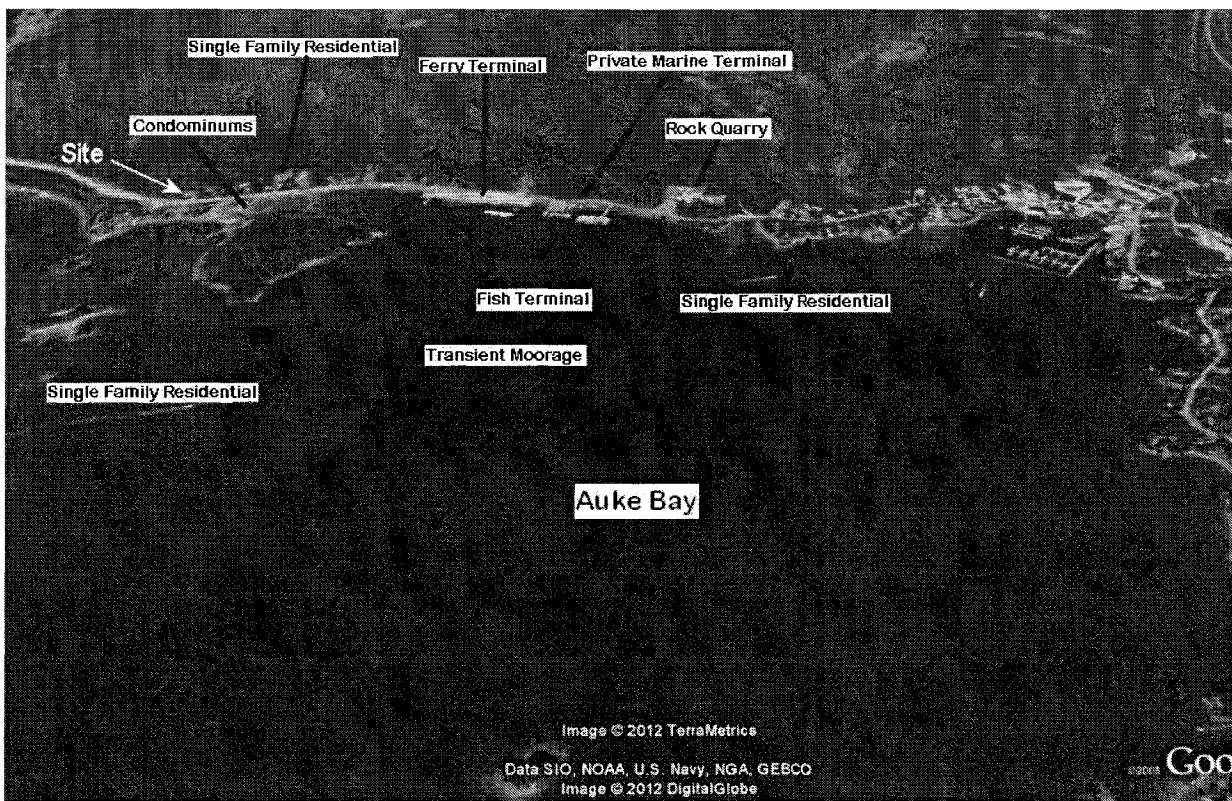 Single Family Residential
Ferry Terminal
Private Marine Terminal
Condominums
Rock Quarry
Site
Fish Terminal
Single Family Residential
Transient Moorage
Single Family Residential
Auke Bay
Image © 2012 TerraMetrics
Data SIO, NOAA, U.S. Navy, NGA, GEBCO
Image © 2012 DigitalGlobe
Goo